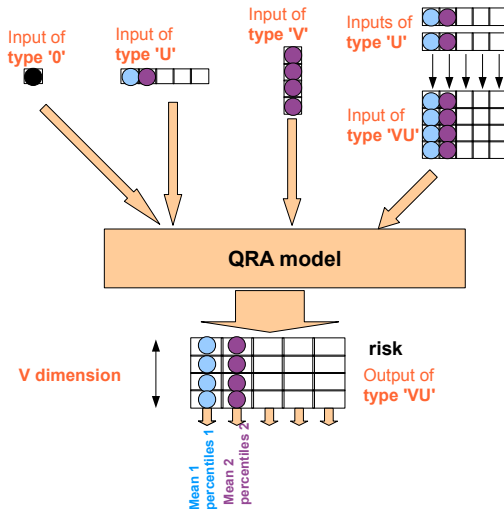 Input of
type '0'
Input of
type 'U'
Input of
type 'V'
Inputs of
type 'U'
Input of
type 'VU'
QRA model
V dimension
risk
Output of
type 'VU'
Mean 1
percentiles 1
Mean 2
percentiles 2